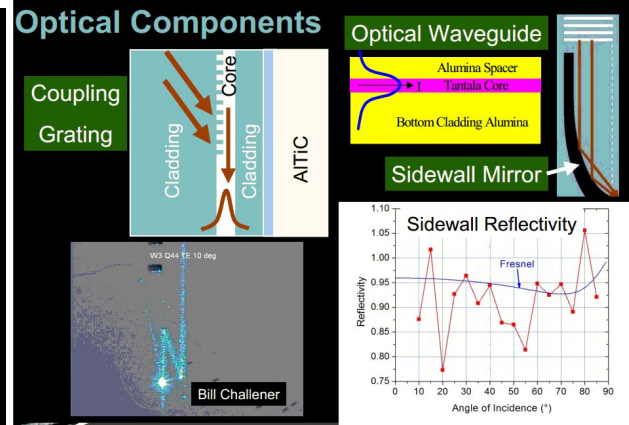 Optical Components
Coupling
Grating
Cladding
Core
Cladding
AlTiC
Optical Waveguide
Alumina Spacer
I
Tantala Core
Bottom Cladding Alumina
Sidewall Mirror
W3 Q44 TE 10 deg
Bill Challener
Sidewall Reflectivity
Fresnel
Reflectivity
1.10
1.05
1.00
0.95
0.90
0.85
0.80
0.75
0 10 20 30 40 50 60 70 80 90
Angle of Incidence (°)